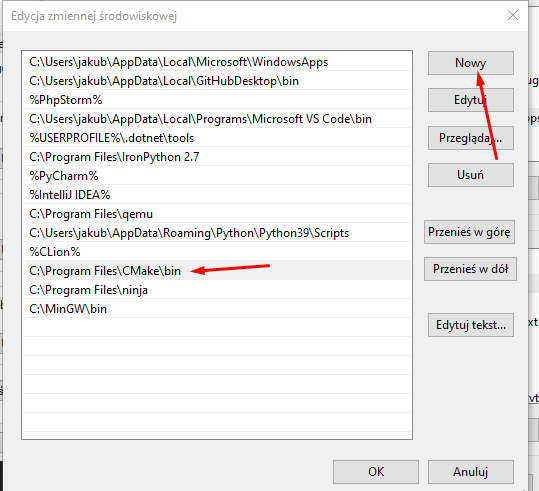 Edycja zmiennej środowiskowej
C:\Users\jakub\AppData\Local\Microsoft\WindowsApps
C:\Users\jakub\AppData\Local\GitHubDesktop\bin
%PhpStorm%
C:\Users\jakub\AppData\Local\Programs\Microsoft VS Code\bin
%USERPROFILE%\.dotnet\tools
C:\Program Files\IronPython 2.7
%PyCharm%
%IntelliJ IDEA%
C:\Program Files\qemu
C:\Users\jakub\AppData\Roaming\Python\Python39\Scripts
%CLion%
C:\Program Files\CMake\bin
C:\Program Files\ninja
C:\MinGW\bin
Nowy
Edytuj
Przeglądaj...
Usuń
Przenieś w górę
Przenieś w dół
Edytuj tekst...
OK
Anuluj